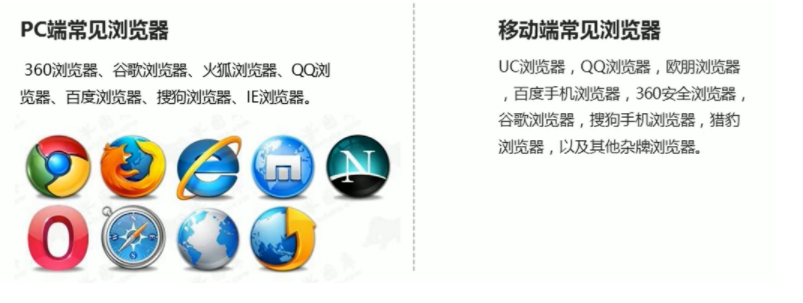 PC端常见浏览器
360浏览器、谷歌浏览器、火狐浏览器、QQ浏
览器、百度浏览器、搜狗浏览器、IE浏览器。
N
移动端常见浏览器
UC浏览器，QQ浏览器，欧朋浏览器
，百度手机浏览器，360安全浏览器，
谷歌浏览器，搜狗手机浏览器，猎豹
浏览器，以及其他杂牌浏览器。